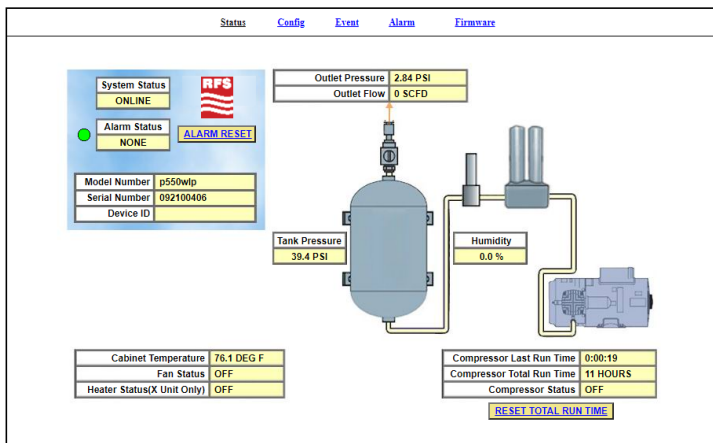 Status Config Event Alarm Firmware
System Status
ONLINE
RFS
Alarm Status
NONE
ALARM RESET
Model Number p550wlp
Serial Number 092100406
Device ID
Outlet Pressure 2.84 PSI
Outlet Flow 0 SCFD
Tank Pressure
39.4 PSI
Humidity
0.0 %
Cabinet Temperature 76.1 DEG F
Fan Status OFF
Heater Status(X Unit Only) OFF
Compressor Last Run Time 0:00:19
Compressor Total Run Time 11 HOURS
Compressor Status OFF
RESET TOTAL RUN TIME